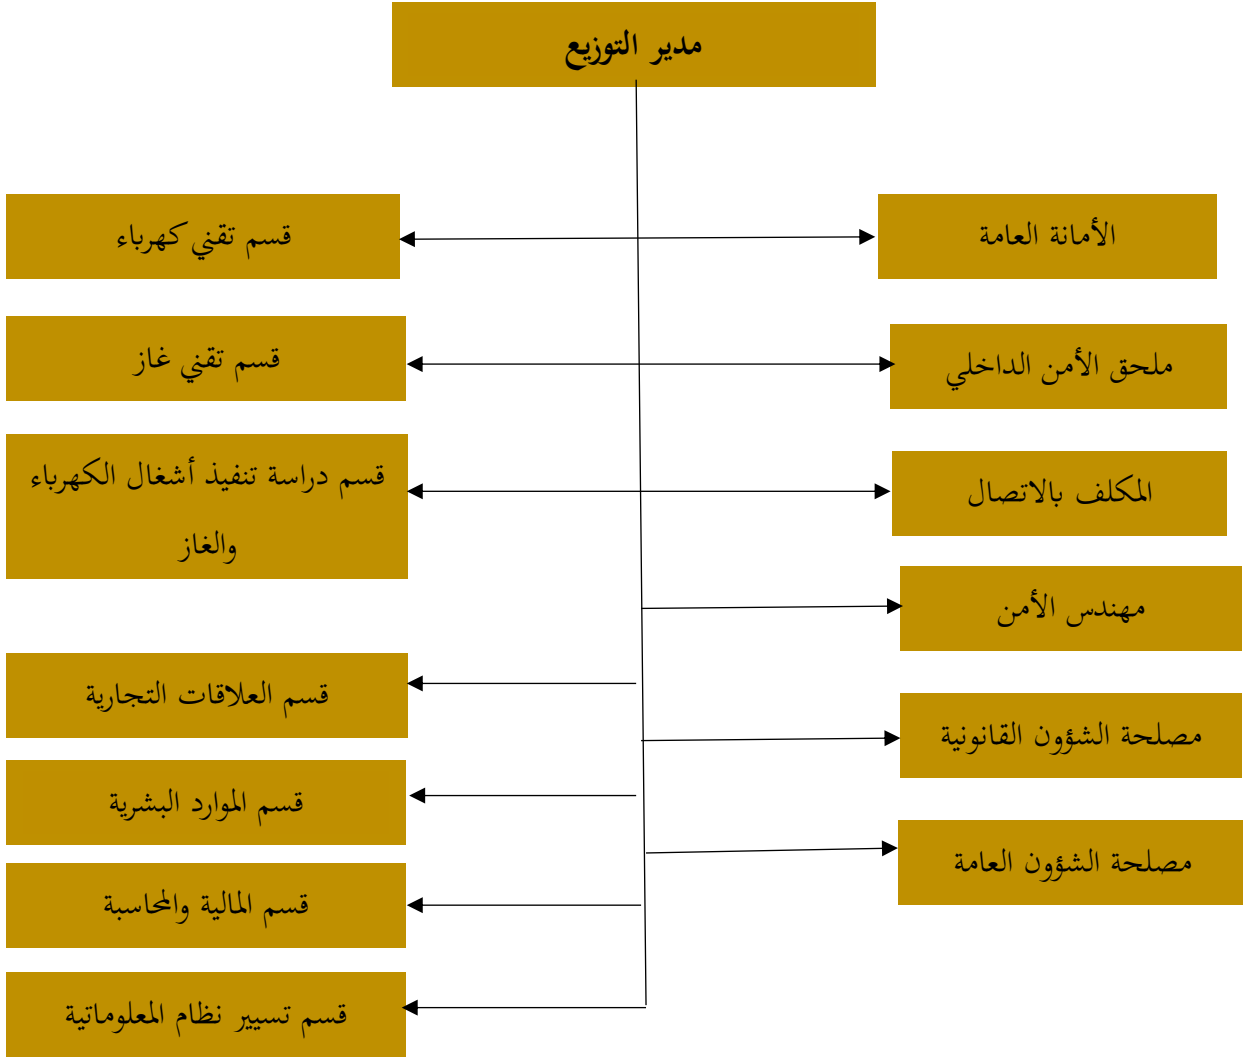 مدير التوزيع
الأمانة العامة
قسم تقني كهرباء
ملحق الأمن الداخلي
قسم تقني غاز
المكلف بالاتصال
قسم دراسة تنفيذ أشغال الكهرباء
والغاز
مهندس الأمن
قسم العلاقات التجارية
مصلحة الشؤون القانونية
قسم الموارد البشرية
مصلحة الشؤون العامة
قسم المالية والمحاسبة
قسم تسيير نظام المعلوماتية